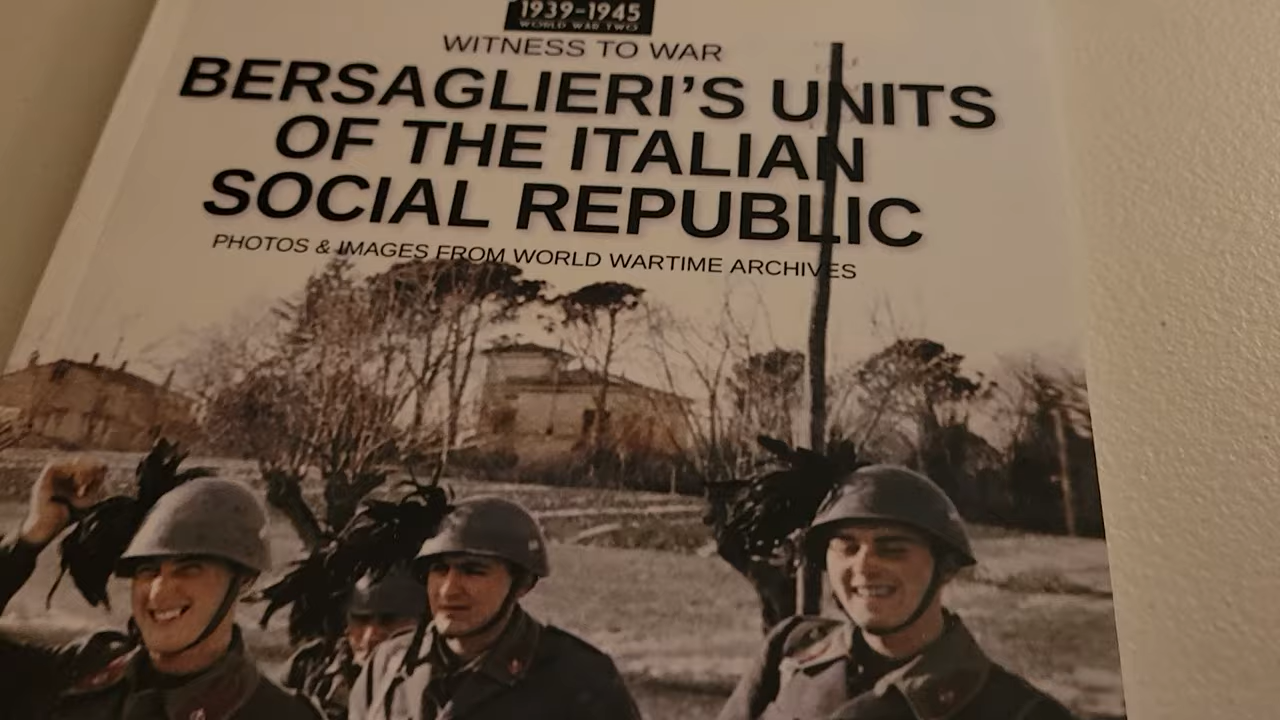 1939-1945
WORLD WAR TWO
WITNESS TO WAR
BERSAGLIERI'S UNITS
OF THE ITALIAN
SOCIAL REPUBLIC
PHOTOS & IMAGES FROM WORLD WARTIME ARCHIVES